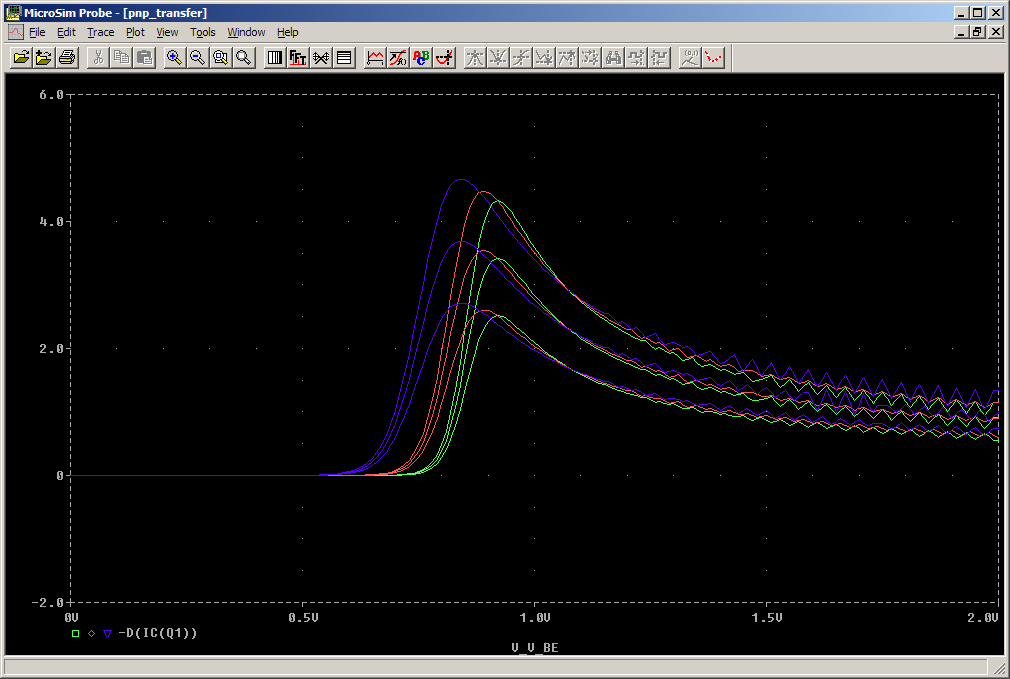 MicroSim Probe - [pnp_transfer]
File Edit Trace Plot View Tools Window Help
6.0
4.0
2.0
0
-2.0
0V 0.5V 1.0V 1.5V 2.0V
-D(IC(Q1))
V_V_BE